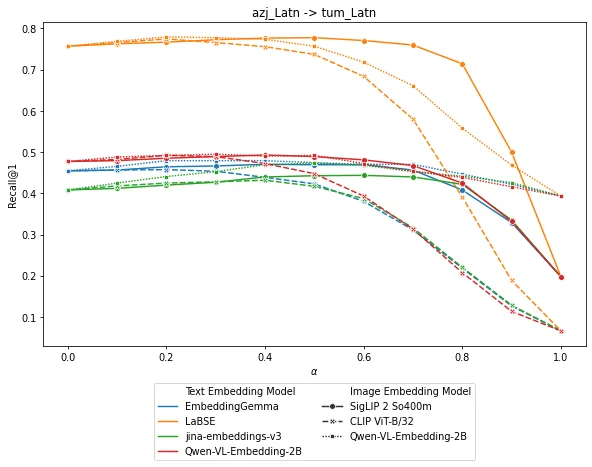 azj_Latn -> tum_Latn
Recall@1
0.8
0.7
0.6
0.5
0.4
0.3
0.2
0.1
0.0 0.2 0.4 0.6 0.8 1.0
α
Text Embedding Model Image Embedding Model
EmbeddingGemma SigLIP 2 So400m
LaBSE CLIP ViT-B/32
jina-embeddings-v3 Qwen-VL-Embedding-2B
Qwen-VL-Embedding-2B